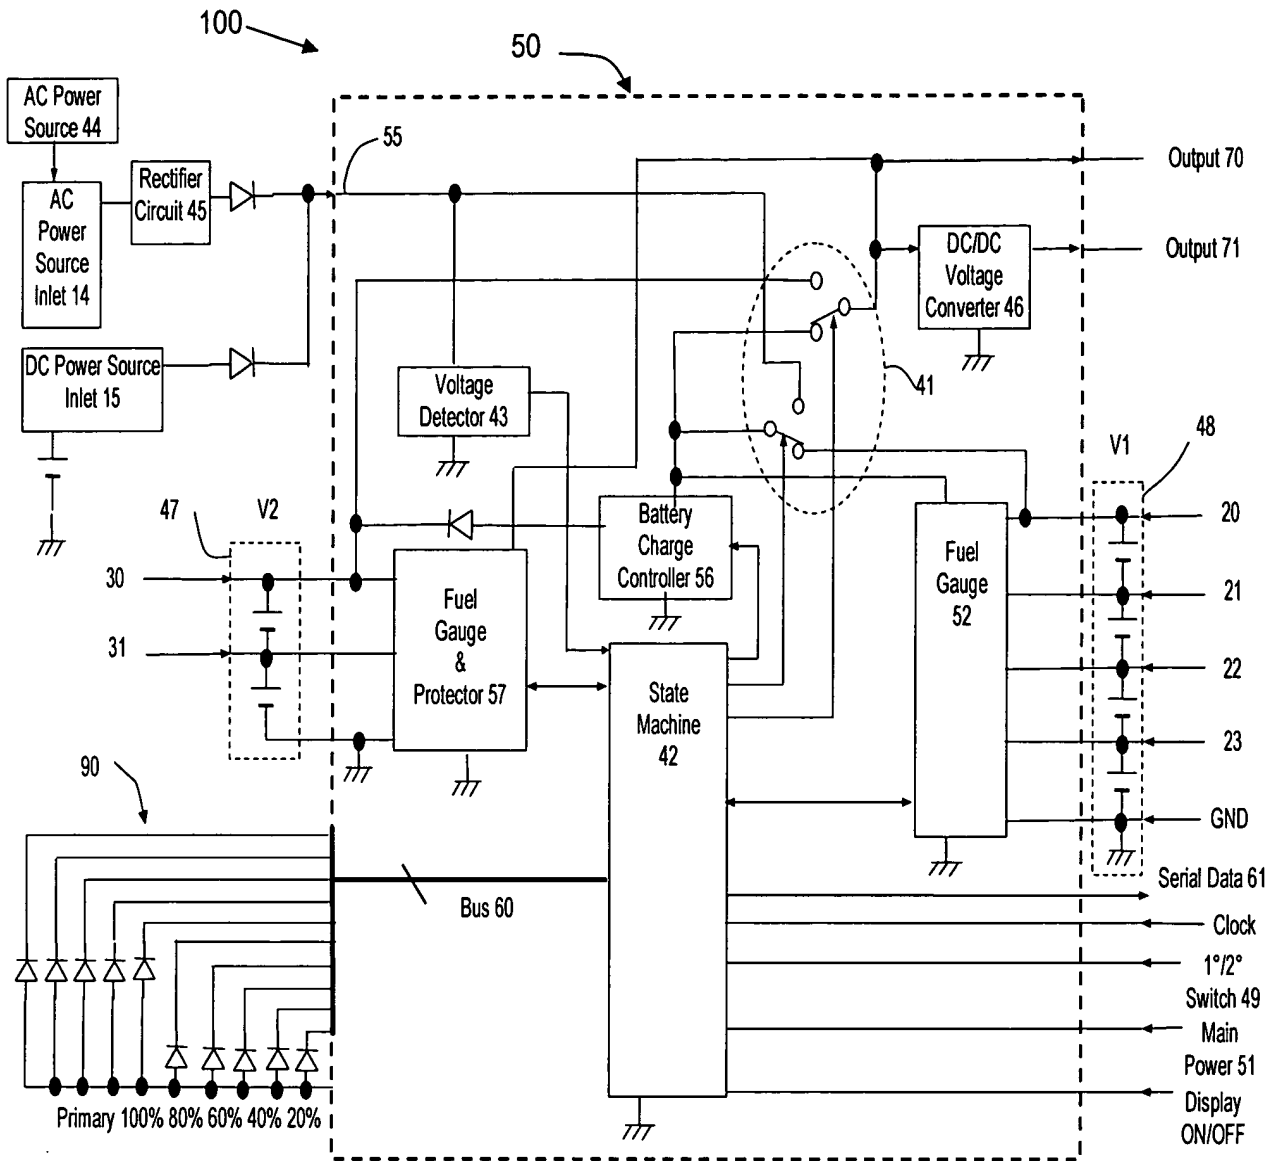 100
50
AC Power
Source 44
55
Output 70
Rectifier
Circuit 45
AC
Power
Source
Inlet 14
Output 71
DC/DC
Voltage
Converter 46
DC Power Source
Inlet 15
Voltage
Detector 43
41
V1
48
47
V2
Battery
Charge
Controller 56
20
Fuel
Gauge
52
30
Fuel
Gauge
&
Protector 57
21
31
22
State
Machine
42
23
90
GND
Serial Data 61
Bus 60
Clock
1°/2°
Switch 49
Main
Power 51
Primary 100% 80% 60% 40% 20%
Display
ON/OFF